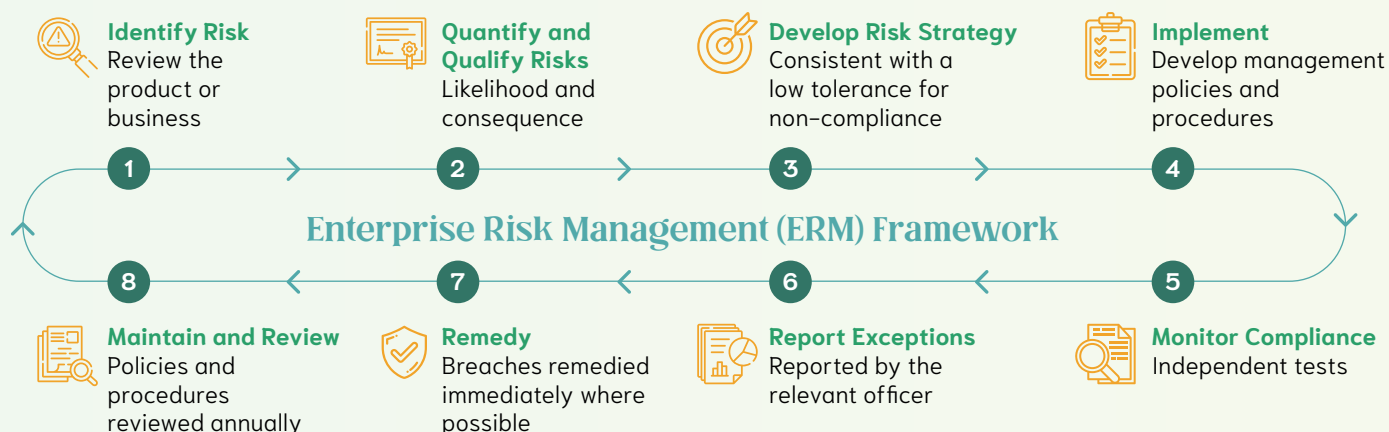 Identify Risk
Review the
product or
business
Quantify and
Qualify Risks
Likelihood and
consequence
Develop Risk Strategy
Consistent with a
low tolerance for
non-compliance
Implement
Develop management
policies and
procedures
1
2
3
4
Enterprise Risk Management (ERM) Framework
8
7
6
5
Maintain and Review
Policies and
procedures
reviewed annually
Remedy
Breaches remedied
immediately where
possible
Report Exceptions
Reported by the
relevant officer
Monitor Compliance
Independent tests